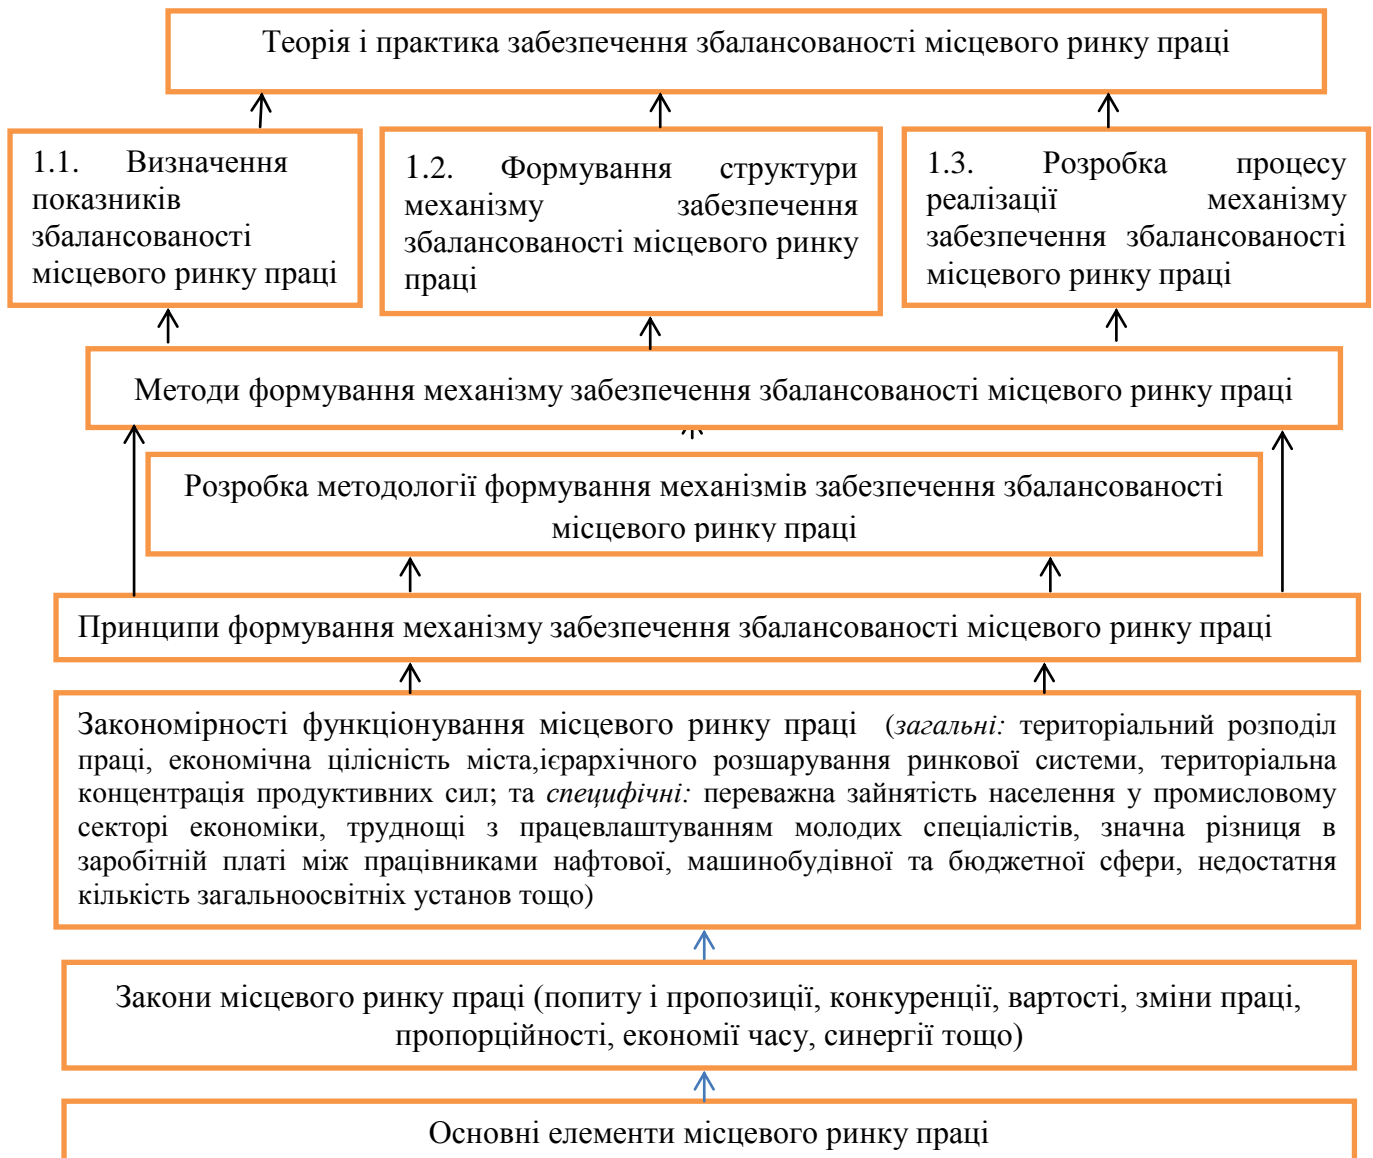 Теорія і практика забезпечення збалансованості місцевого ринку праці
1.1. Визначення
показників
збалансованості
місцевого ринку праці
1.2. Формування структури
механізму забезпечення
збалансованості місцевого ринку
праці
1.3. Розробка процесу
реалізації механізму
забезпечення збалансованості
місцевого ринку праці
Методи формування механізму забезпечення збалансованості місцевого ринку праці
Розробка методології формування механізмів забезпечення збалансованості
місцевого ринку праці
Принципи формування механізму забезпечення збалансованості місцевого ринку праці
Закономірності функціонування місцевого ринку праці (загальні: територіальний розподіл
праці, економічна цілісність міста,ієрархічного розшарування ринкової системи, територіальна
концентрація продуктивних сил; та специфічні: переважна зайнятість населення у промисловому
секторі економіки, труднощі з працевлаштуванням молодих спеціалістів, значна різниця в
заробітній платі між працівниками нафтової, машинобудівної та бюджетної сфери, недостатня
кількість загальноосвітніх установ тощо)
Закони місцевого ринку праці (попиту і пропозиції, конкуренції, вартості, зміни праці,
пропорційності, економії часу, синергії тощо)
Основні елементи місцевого ринку праці